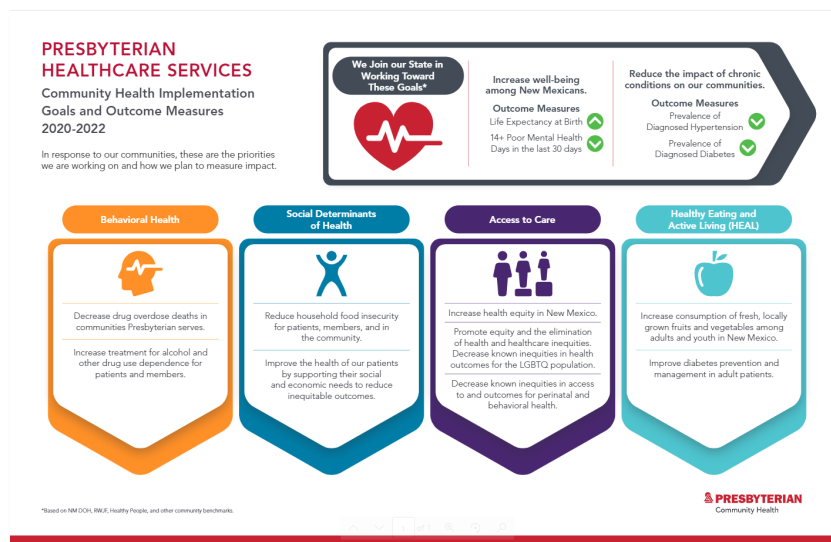 PRESBYTERIAN
HEALTHCARE SERVICES
Community Health Implementation
Goals and Outcome Measures
2020-2022
In response to our communities, these are the priorities
we are working on and how we plan to measure impact.
We Join our State in
Working Toward
These Goals*
Increase well-being
among New Mexicans.
Outcome Measures
Life Expectancy at Birth
14+ Poor Mental Health
Days in the last 30 days
Reduce the impact of chronic
conditions on our communities.
Outcome Measures
Prevalence of
Diagnosed Hypertension
Prevalence of
Diagnosed Diabetes
Behavioral Health
Decrease drug overdose deaths in
communities Presbyterian serves.
Increase treatment for alcohol and
other drug use dependence for
patients and members.
Social Determinants
of Health
Reduce household food insecurity
for patients, members, and in
the community.
Improve the health of our patients
by supporting their social
and economic needs to reduce
inequitable outcomes.
Access to Care
Increase health equity in New Mexico.
Promote equity and the elimination
of health and healthcare inequities.
Decrease known inequities in health
outcomes for the LGBTQ population.
Decrease known inequities in access
to and outcomes for perinatal and
behavioral health.
Healthy Eating and
Active Living (HEAL)
Increase consumption of fresh, locally
grown fruits and vegetables among
adults and youth in New Mexico.
Improve diabetes prevention and
management in adult patients.
*Based on NM DOH, RWJF, Healthy People, and other community benchmarks.
1 of 1
PRESBYTERIAN
Community Health